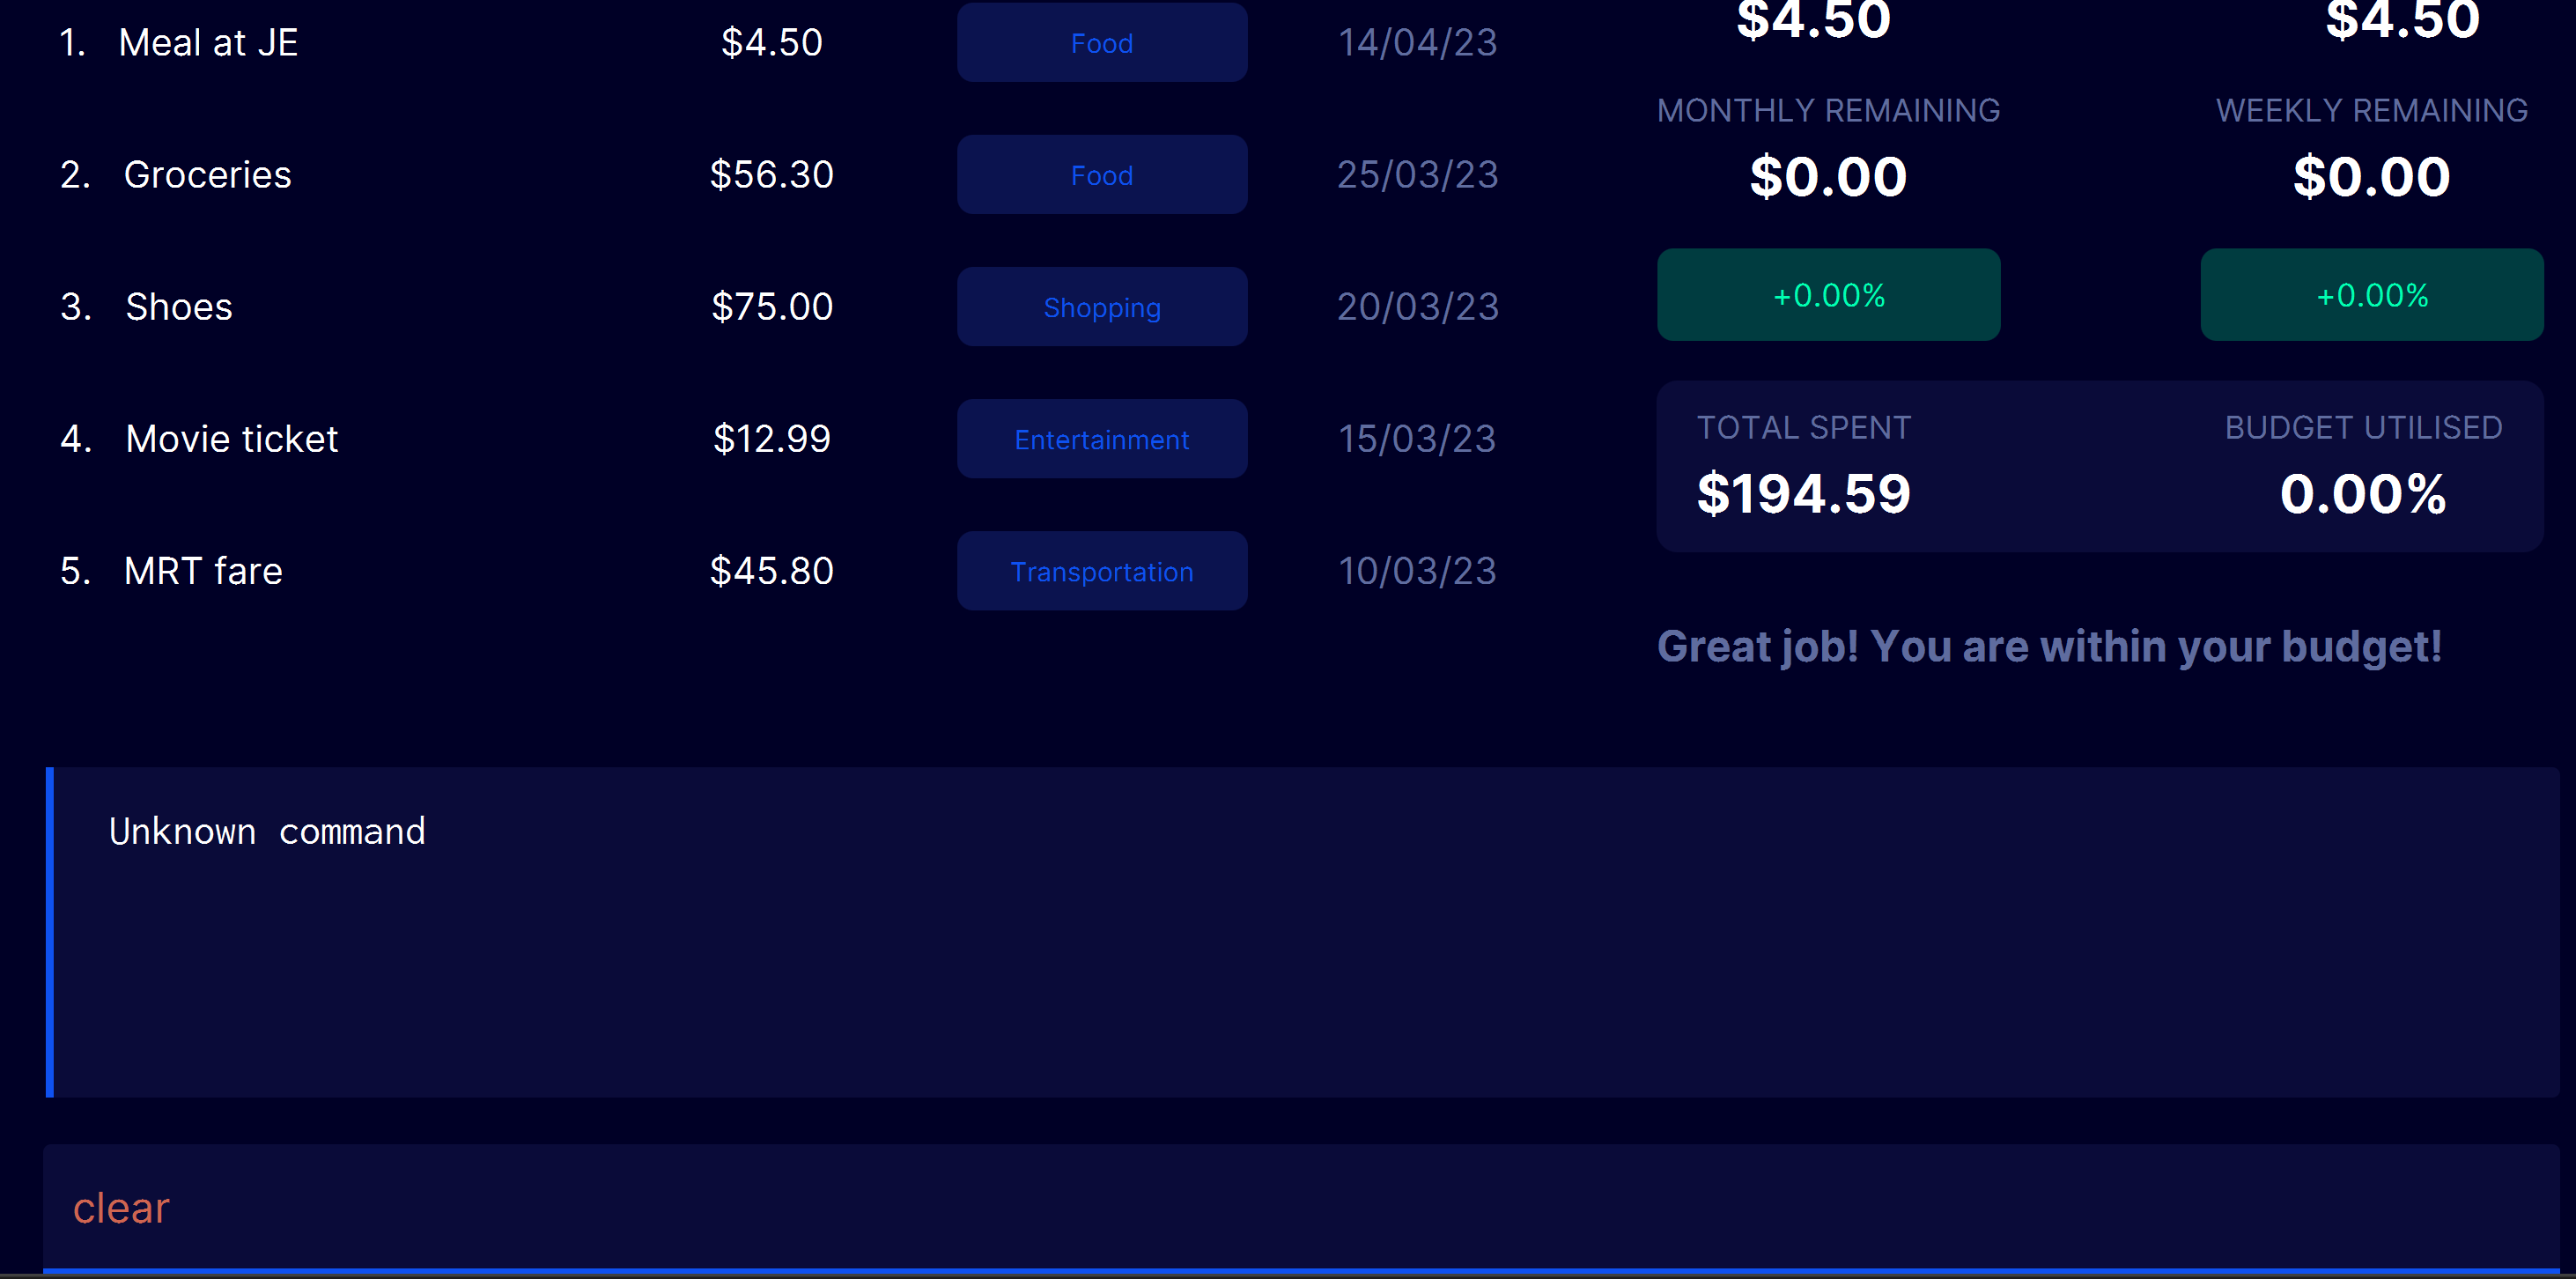 1. Meal at JE $4.50 Food 14/04/23
2. Groceries $56.30 Food 25/03/23
3. Shoes $75.00 Shopping 20/03/23
4. Movie ticket $12.99 Entertainment 15/03/23
5. MRT fare $45.80 Transportation 10/03/23
$4.50 $4.50
MONTHLY REMAINING WEEKLY REMAINING
$0.00 $0.00
+0.00% +0.00%
TOTAL SPENT BUDGET UTILISED
$194.59 0.00%
Great job! You are within your budget!
Unknown command
clear